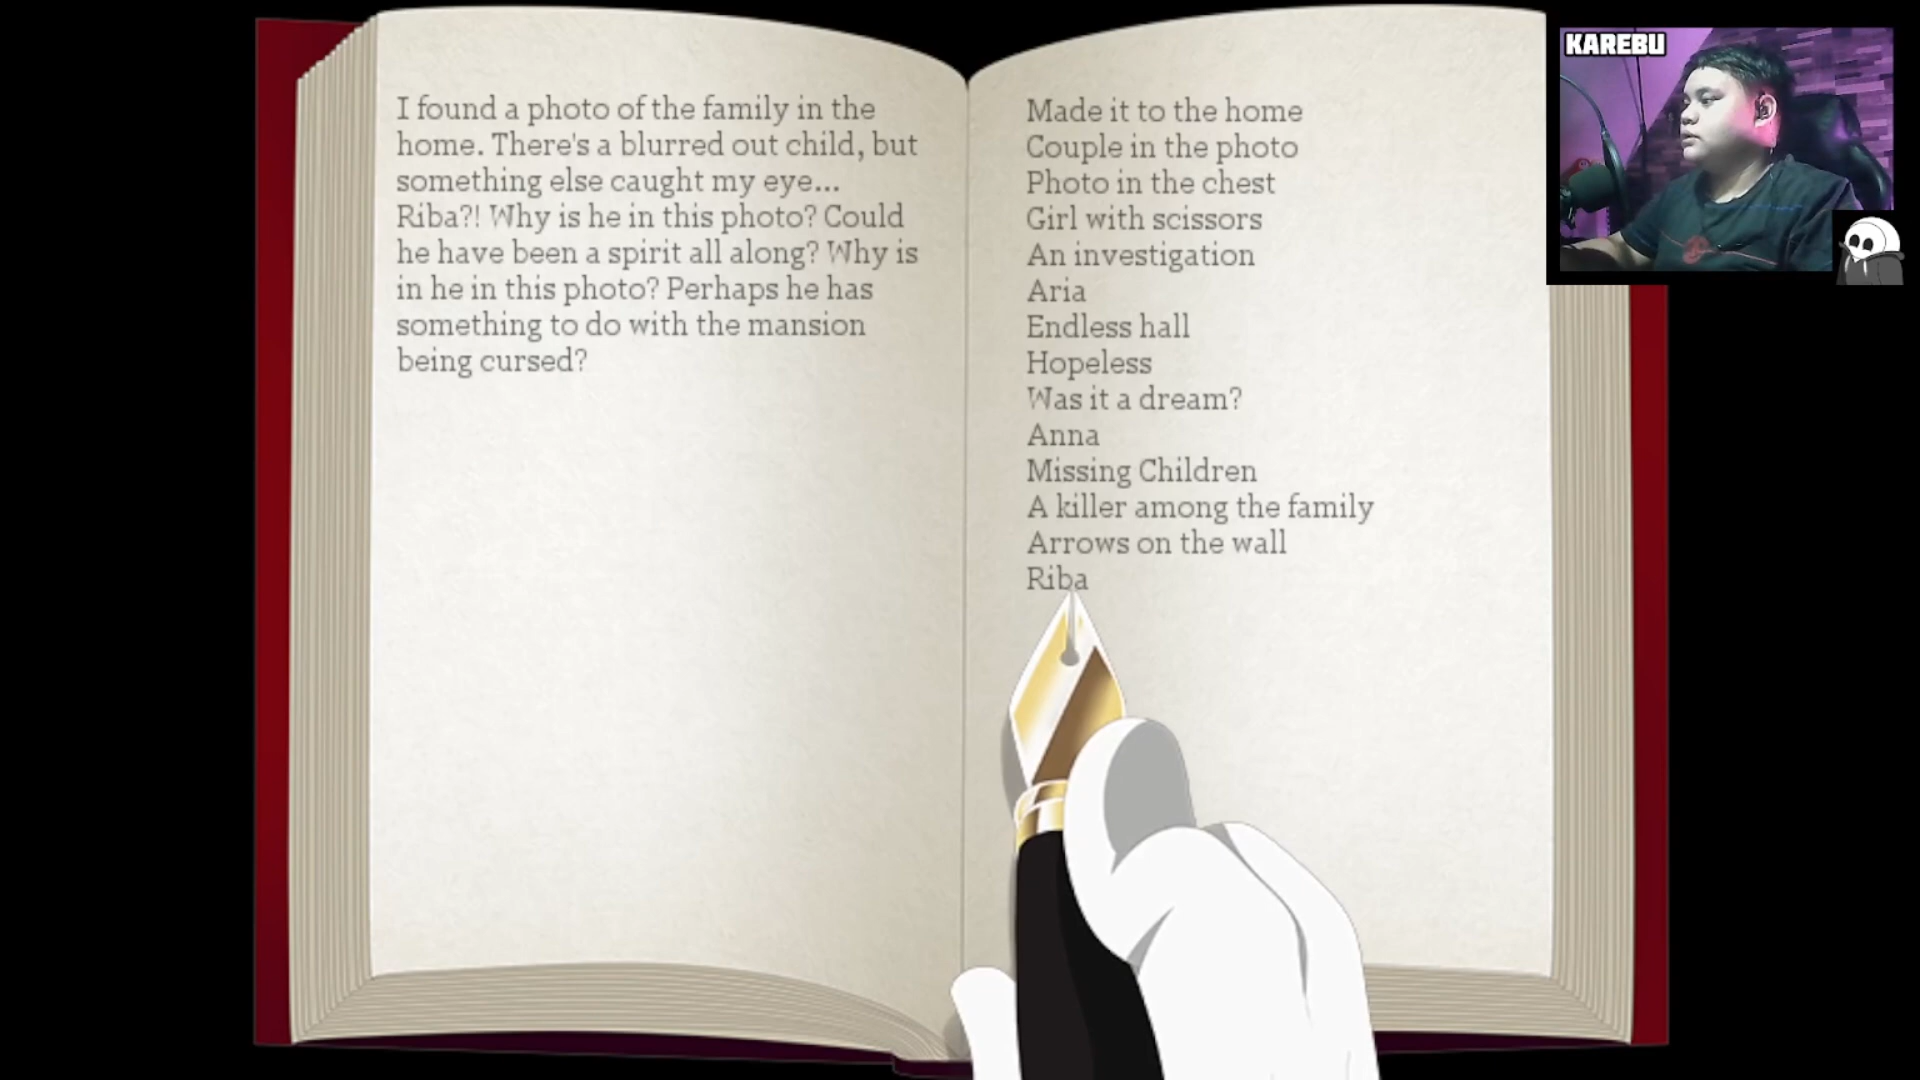 I found a photo of the family in the
home. There's a blurred out child, but
something else caught my eye...
Riba?! Why is he in this photo? Could
he have been a spirit all along? Why is
in he in this photo? Perhaps he has
something to do with the mansion
being cursed?
Made it to the home
Couple in the photo
Photo in the chest
Girl with scissors
An investigation
Aria
Endless hall
Hopeless
Was it a dream?
Anna
Missing Children
A killer among the family
Arrows on the wall
Riba
KAREBU